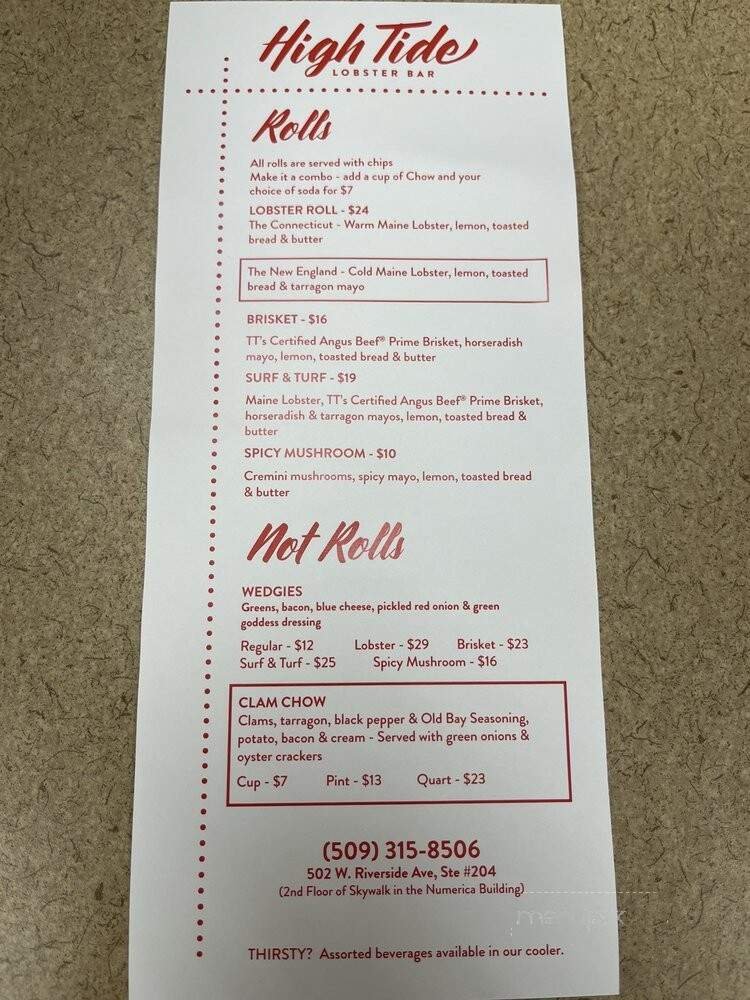 High Tide
LOBSTER BAR
Rolls
All rolls are served with chips
Make it a combo - add a cup of Chow and your
choice of soda for $7
LOBSTER ROLL - $24
The Connecticut - Warm Maine Lobster, lemon, toasted
bread & butter
The New England - Cold Maine Lobster, lemon, toasted
bread & tarragon mayo
BRISKET - $16
TT's Certified Angus Beef® Prime Brisket, horseradish
mayo, lemon, toasted bread & butter
SURF & TURF - $19
Maine Lobster, TT's Certified Angus Beef® Prime Brisket,
horseradish & tarragon mayos, lemon, toasted bread &
butter
SPICY MUSHROOM - $10
Cremini mushrooms, spicy mayo, lemon, toasted bread
& butter
Not Rolls
WEDGIES
Greens, bacon, blue cheese, pickled red onion & green
goddess dressing
Regular - $12 Lobster - $29 Brisket - $23
Surf & Turf - $25 Spicy Mushroom - $16
CLAM CHOW
Clams, tarragon, black pepper & Old Bay Seasoning,
potato, bacon & cream - Served with green onions &
oyster crackers
Cup - $7 Pint - $13 Quart - $23
(509) 315-8506
502 W. Riverside Ave, Ste #204
(2nd Floor of Skywalk in the Numerica Building)
THIRSTY? Assorted beverages available in our cooler.